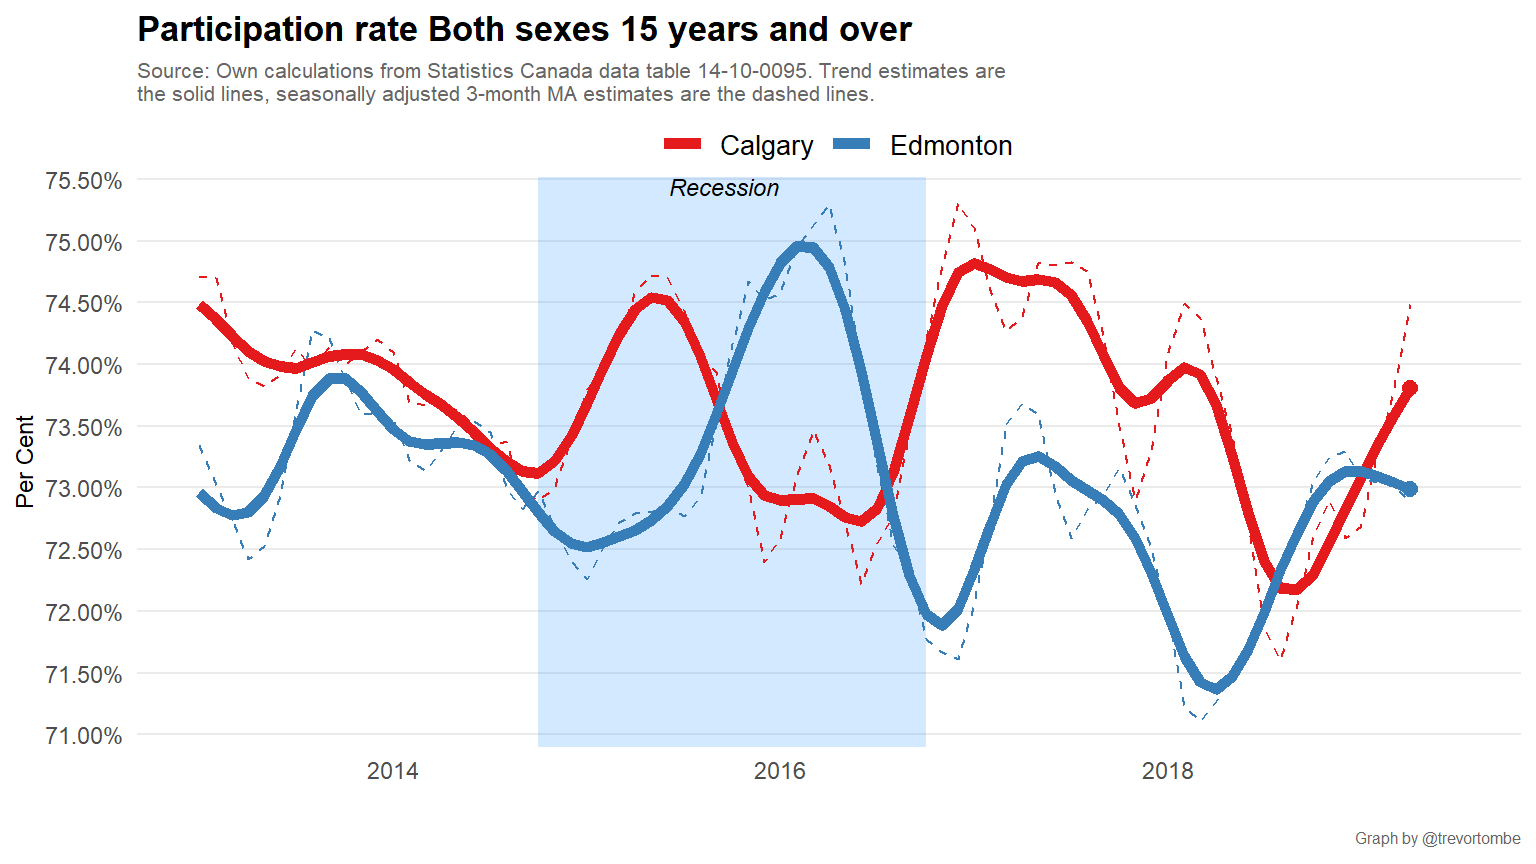 Participation rate Both sexes 15 years and over
Source: Own calculations from Statistics Canada data table 14-10-0095. Trend estimates are
the solid lines, seasonally adjusted 3-month MA estimates are the dashed lines.
Calgary Edmonton
75.50%
Recession
75.00%
74.50%
74.00%
73.50%
73.00%
72.50%
72.00%
71.50%
71.00%
Per Cent
2014 2016 2018
Graph by @trevortombe